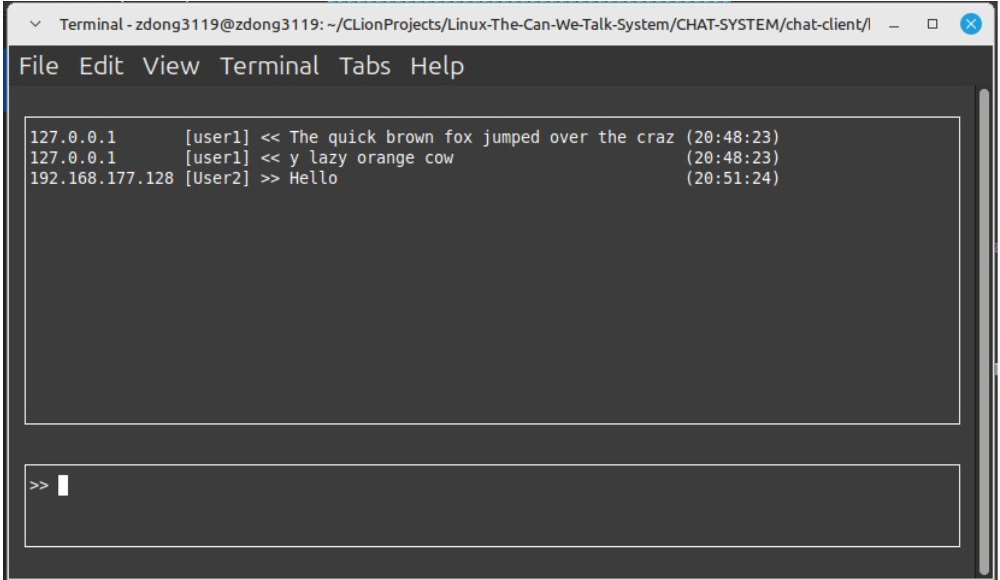 Terminal - zdong3119@zdong3119: ~/CLionProjects/Linux-The-Can-We-Talk-System/CHAT-SYSTEM/chat-client/
File Edit View Terminal Tabs Help
127.0.0.1 [user1] << The quick brown fox jumped over the craz (20:48:23)
127.0.0.1 [user1] << y lazy orange cow (20:48:23)
192.168.177.128 [User2] >> Hello (20:51:24)
>>